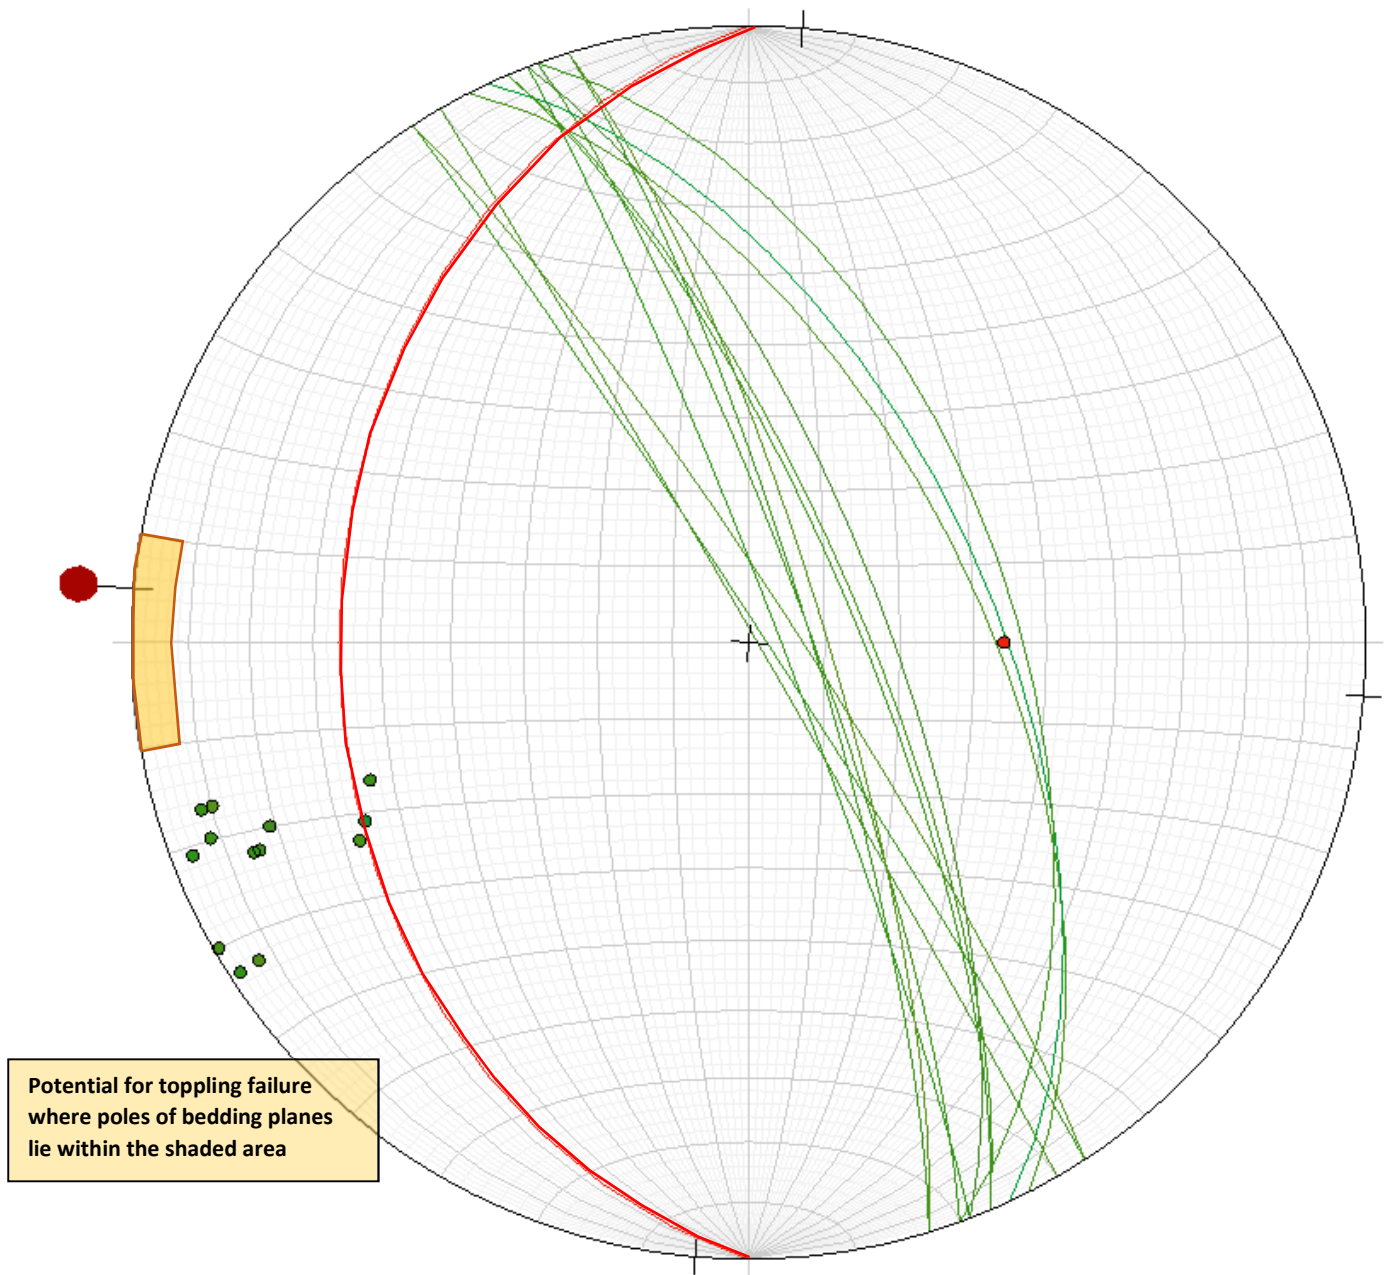 Potential for toppling failure
where poles of bedding planes
lie within the shaded area